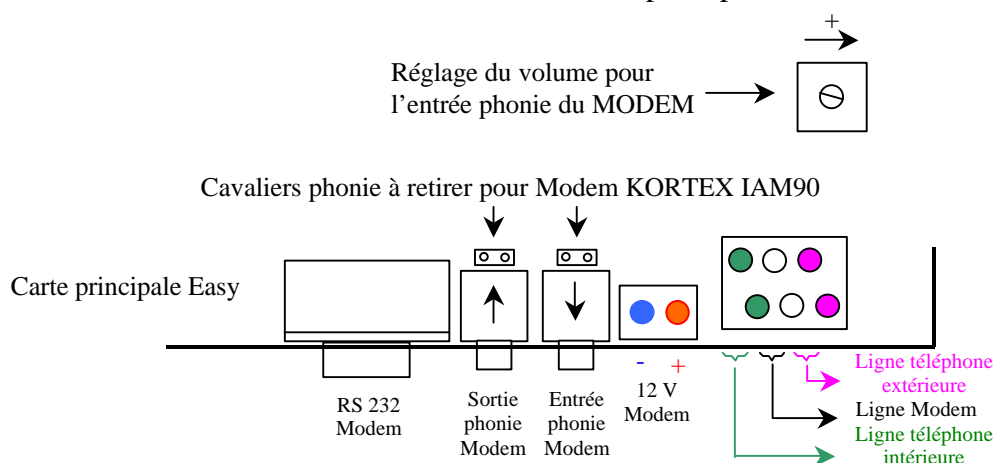 +
Réglage du volume pour
l'entrée phonie du MODEM
Cavaliers phonie à retirer pour Modem KORTEX IAM90
Carte principale Easy
- +
RS 232
Modem
Sortie
phonie
Modem
Entrée
phonie
Modem
12 V
Modem
Ligne téléphone
extérieure
Ligne Modem
Ligne téléphone
intérieure